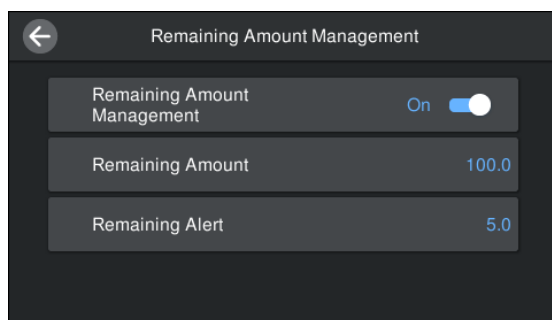 Remaining Amount Management
Remaining Amount
Management
On
Remaining Amount
100.0
Remaining Alert
5.0